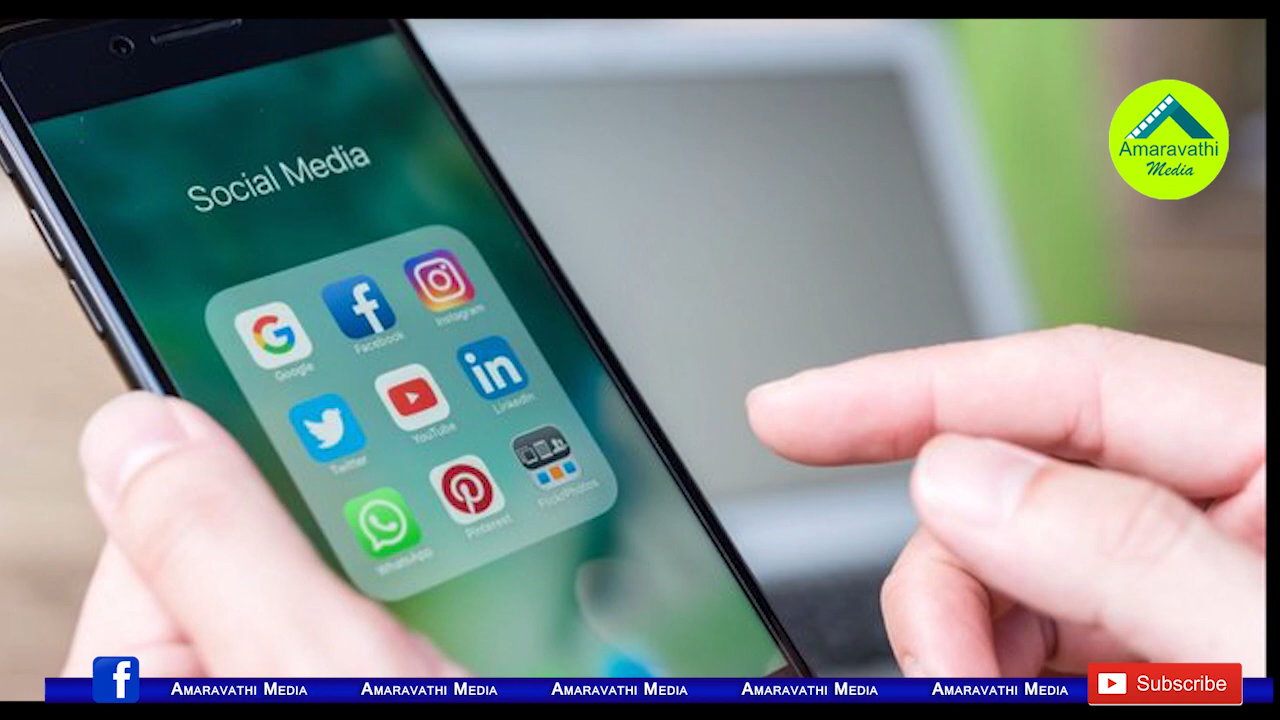 Social Media
Google
Facebook
Instagram
Twitter
YouTube
LinkedIn
WhatsApp
Pinterest
Amaravathi
Media
Amaravathi Media Amaravathi Media Amaravathi Media Amaravathi Media Amaravathi Media
Subscribe